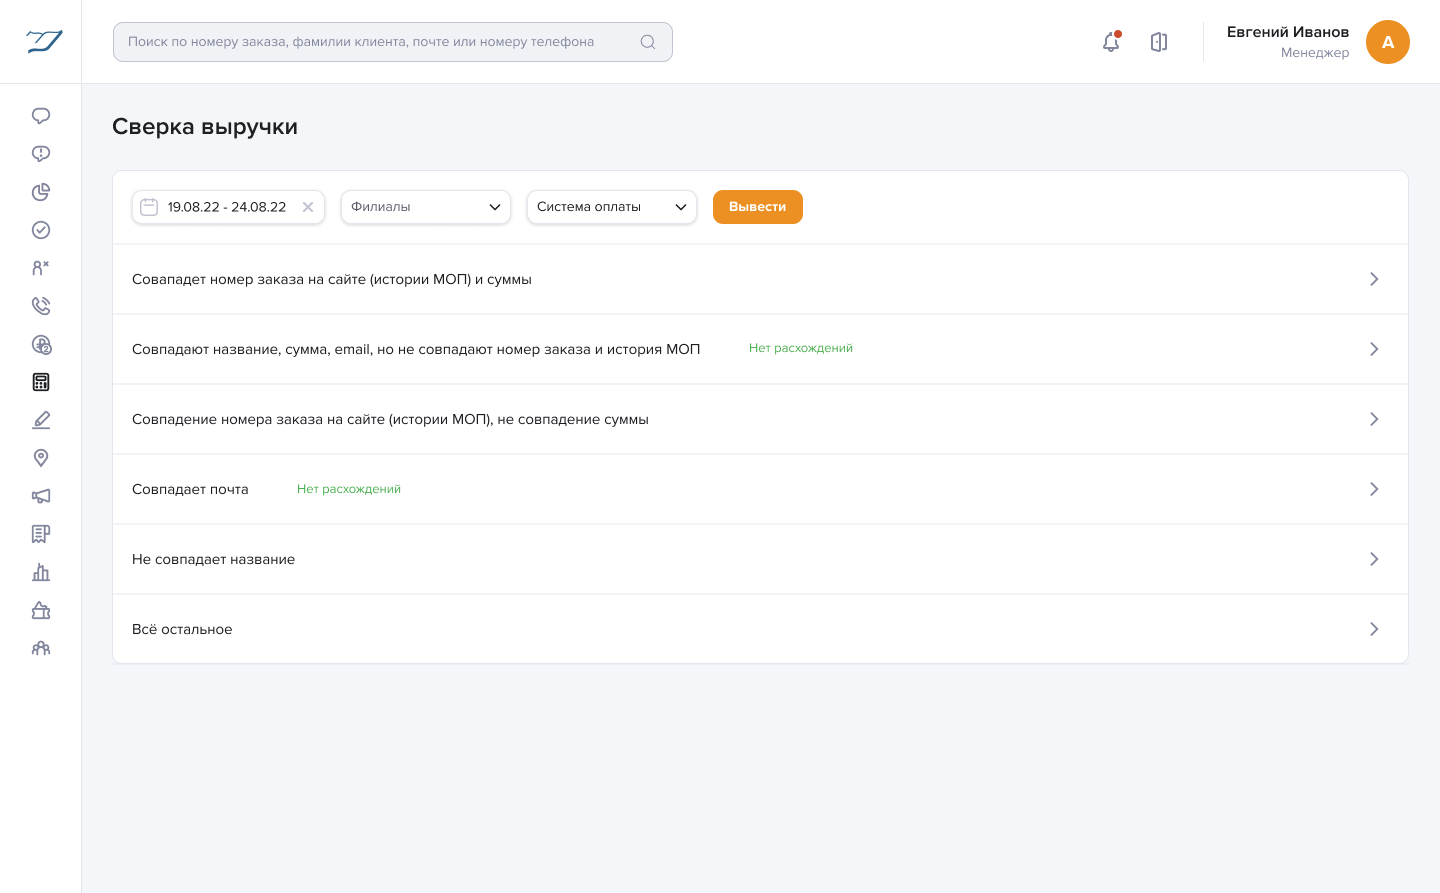 Поиск по номеру заказа, фамилии клиента, почте или номеру телефона
Евгений Иванов
Менеджер
А
Сверка выручки
19.08.22 - 24.08.22
Филиалы
Система оплаты
Вывести
Совападет номер заказа на сайте (истории МОП) и суммы
Совпадают название, сумма, email, но не совпадают номер заказа и история МОП
Нет расхождений
Совпадение номера заказа на сайте (истории МОП), не совпадение суммы
Совпадает почта
Нет расхождений
Не совпадает название
Всё остальное